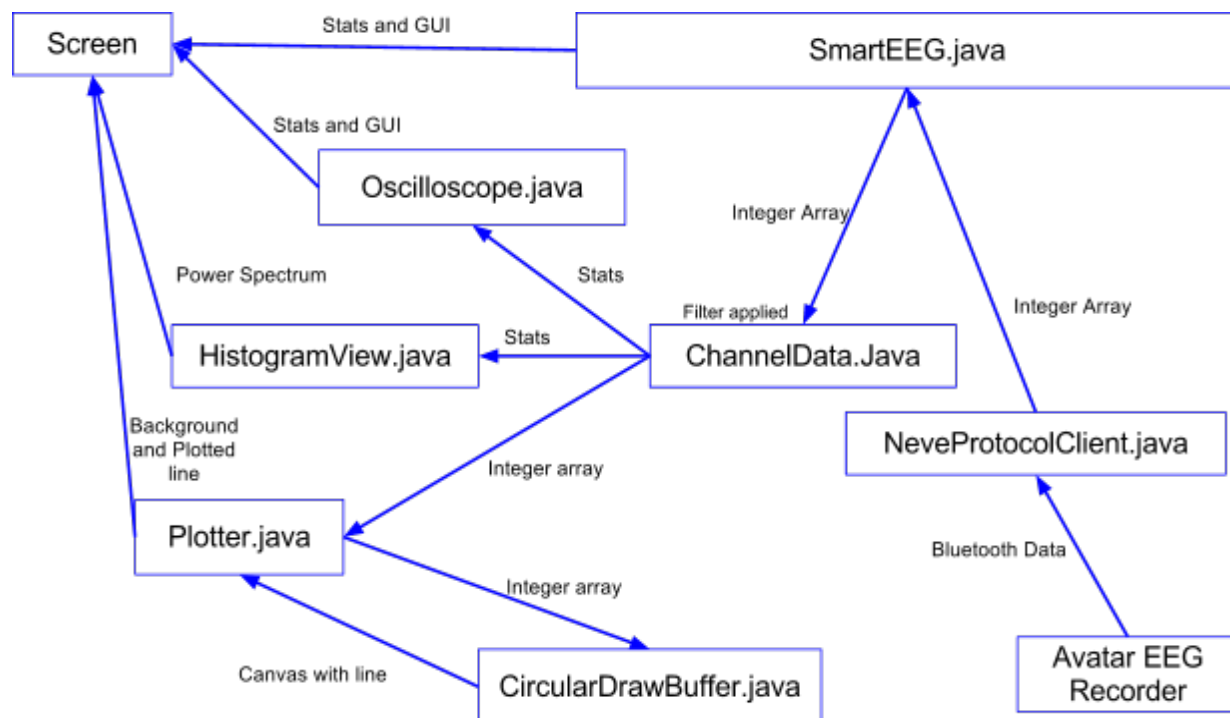 Screen
Stats and GUI
SmartEEG.java
Stats and GUI
Oscilloscope.java
Integer Array
Power Spectrum
Stats
Filter applied
Integer Array
HistogramView.java
Stats
ChannelData.Java
Background
and Plotted
line
NeveProtocolClient.java
Integer array
Plotter.java
Bluetooth Data
Integer array
Canvas with line
CircularDrawBuffer.java
Avatar EEG
Recorder